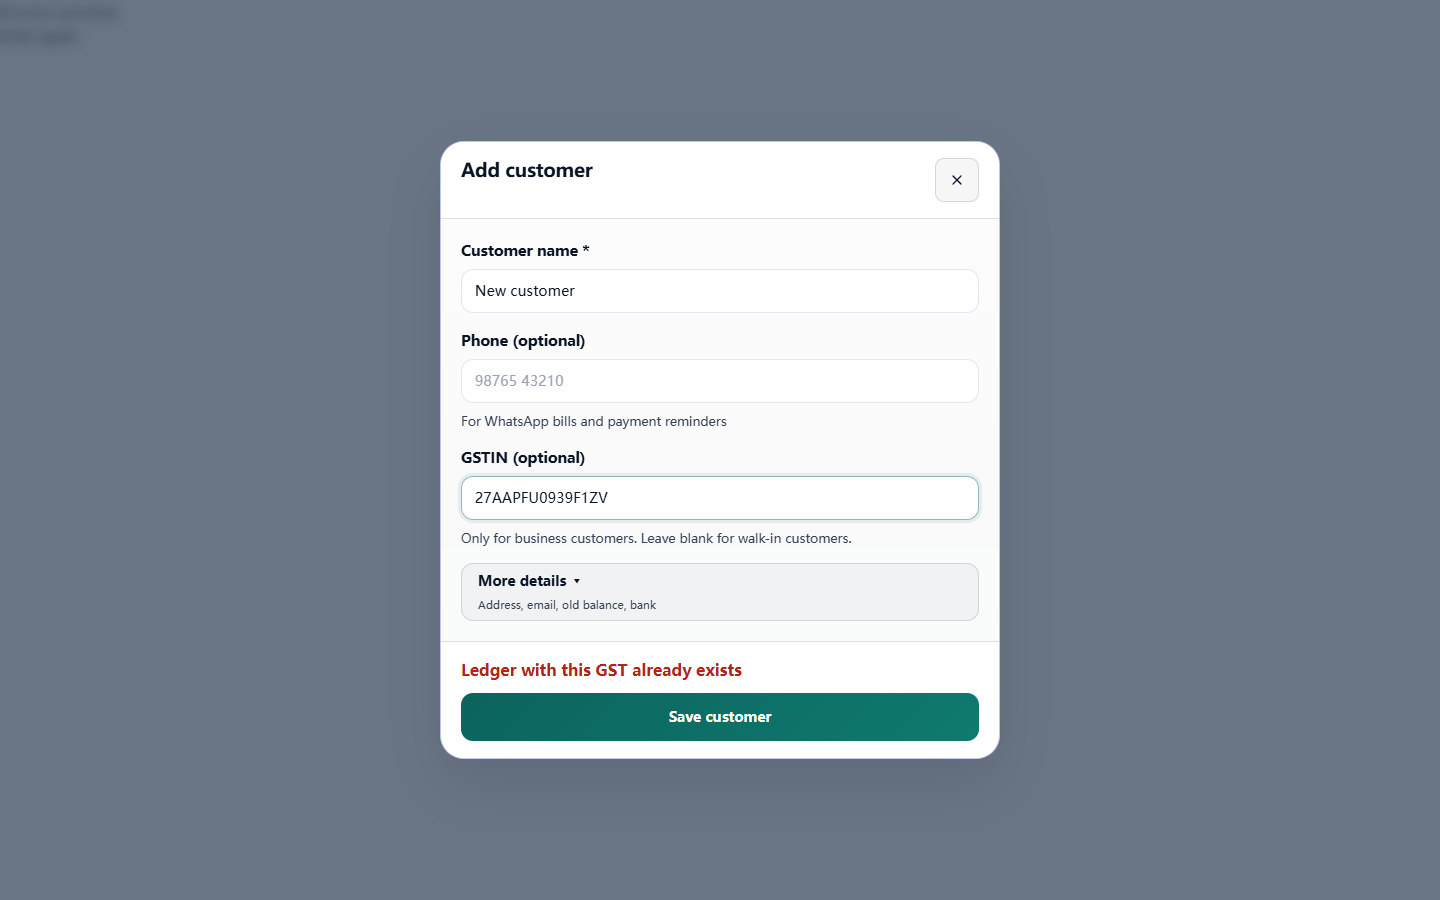 Add customer
×
Customer name *
New customer
Phone (optional)
98765 43210
For WhatsApp bills and payment reminders
GSTIN (optional)
27AAPFU0939F1ZV
Only for business customers. Leave blank for walk-in customers.
More details ▾
Address, email, old balance, bank
Ledger with this GST already exists
Save customer